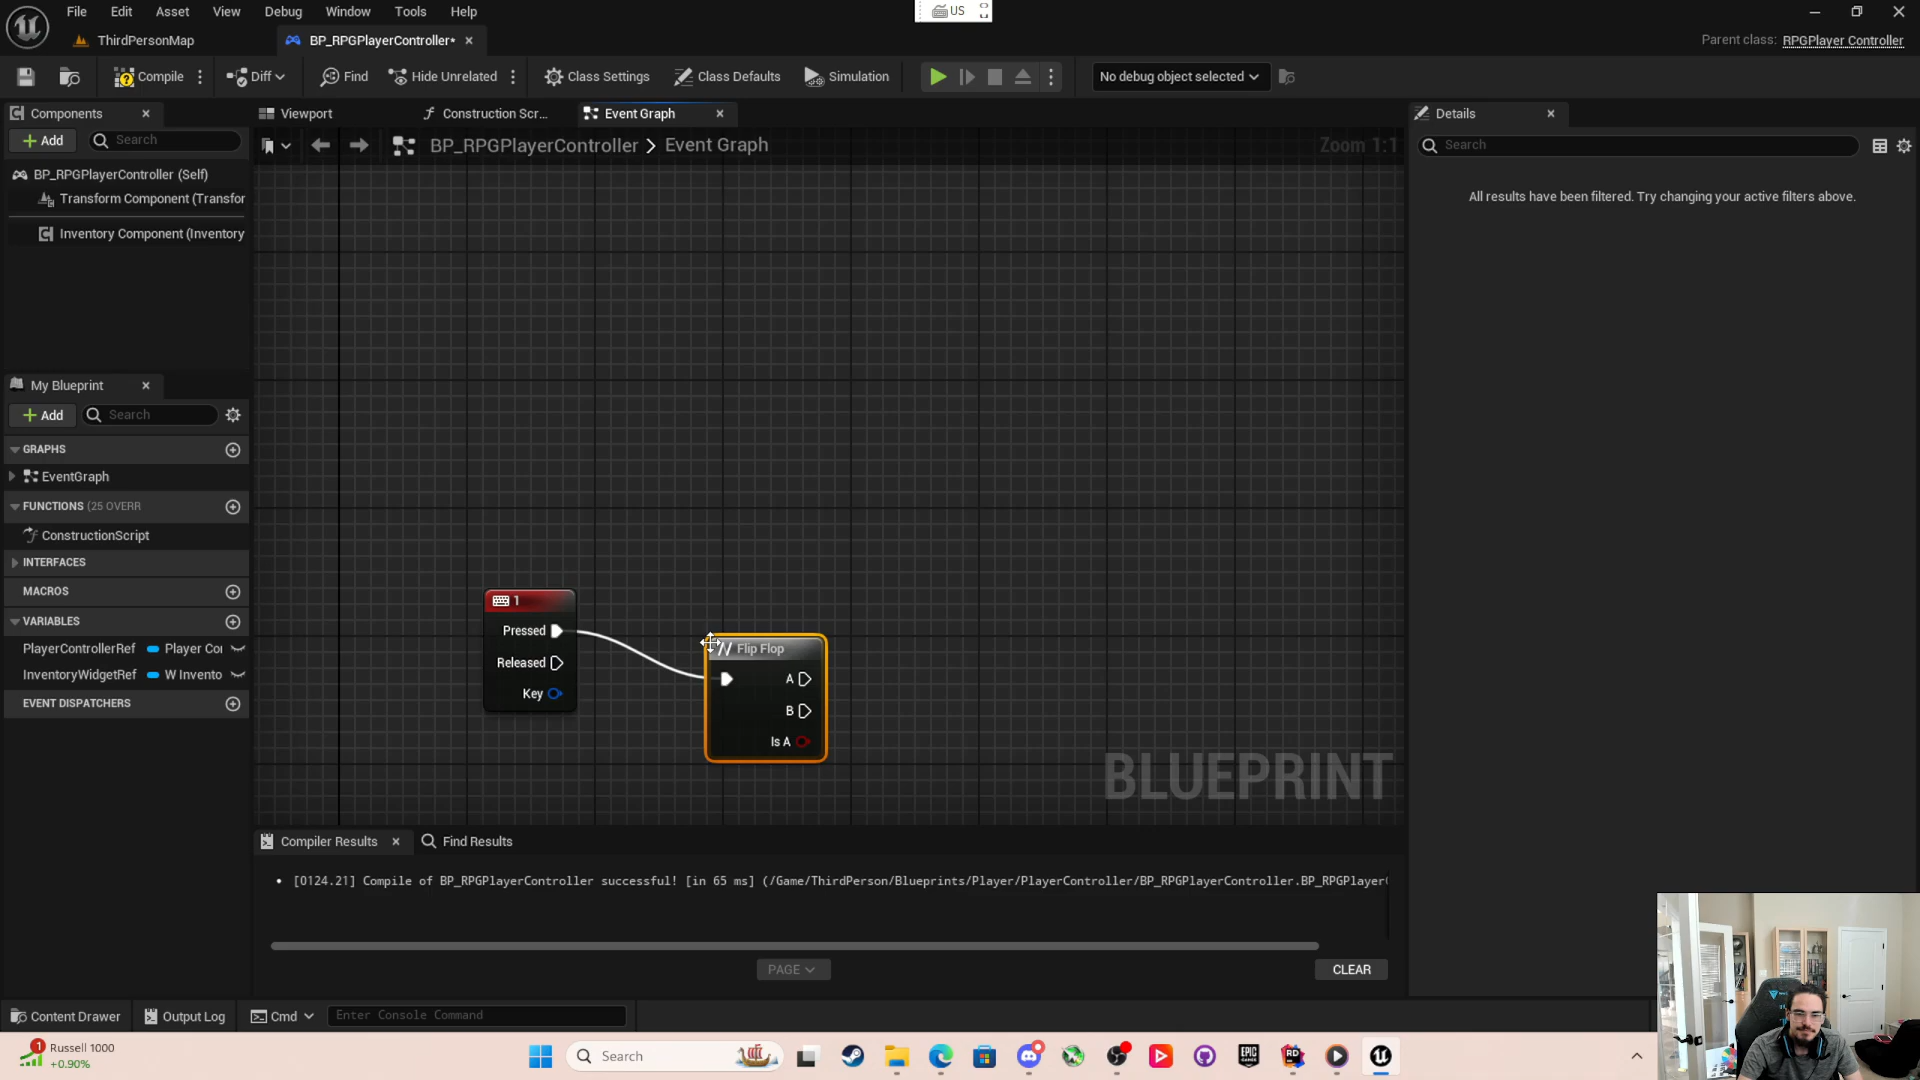 File Edit Asset View Debug Window Tools Help
US
ThirdPersonMap
BP_RPGPlayerController*
Parent class: RPGPlayer Controller
Compile
Diff
Find
Hide Unrelated
Class Settings
Class Defaults
Simulation
No debug object selected
Components
Viewport
Construction Scr...
Event Graph
Details
Add
Search
BP_RPGPlayerController > Event Graph
Zoom 1:1
Search
BP_RPGPlayerController (Self)
Transform Component (Transfor
Inventory Component (Inventory
All results have been filtered. Try changing your active filters above.
My Blueprint
Add
Search
GRAPHS
EventGraph
FUNCTIONS (25 OVERR
ConstructionScript
INTERFACES
MACROS
VARIABLES
PlayerControllerRef Player Co
InventoryWidgetRef W Invento
EVENT DISPATCHERS
1
Pressed
Released
Key
Flip Flop
A
B
Is A
BLUEPRINT
Compiler Results
Find Results
[0124.21] Compile of BP_RPGPlayerController successful! [in 65 ms] (/Game/ThirdPerson/Blueprints/Player/PlayerController/BP_RPGPlayerController.BP_RPGPlayer
PAGE
CLEAR
Content Drawer
Output Log
Cmd
Enter Console Command
1
Russell 1000
+0.90%
Search
EPIC GAMES
RD